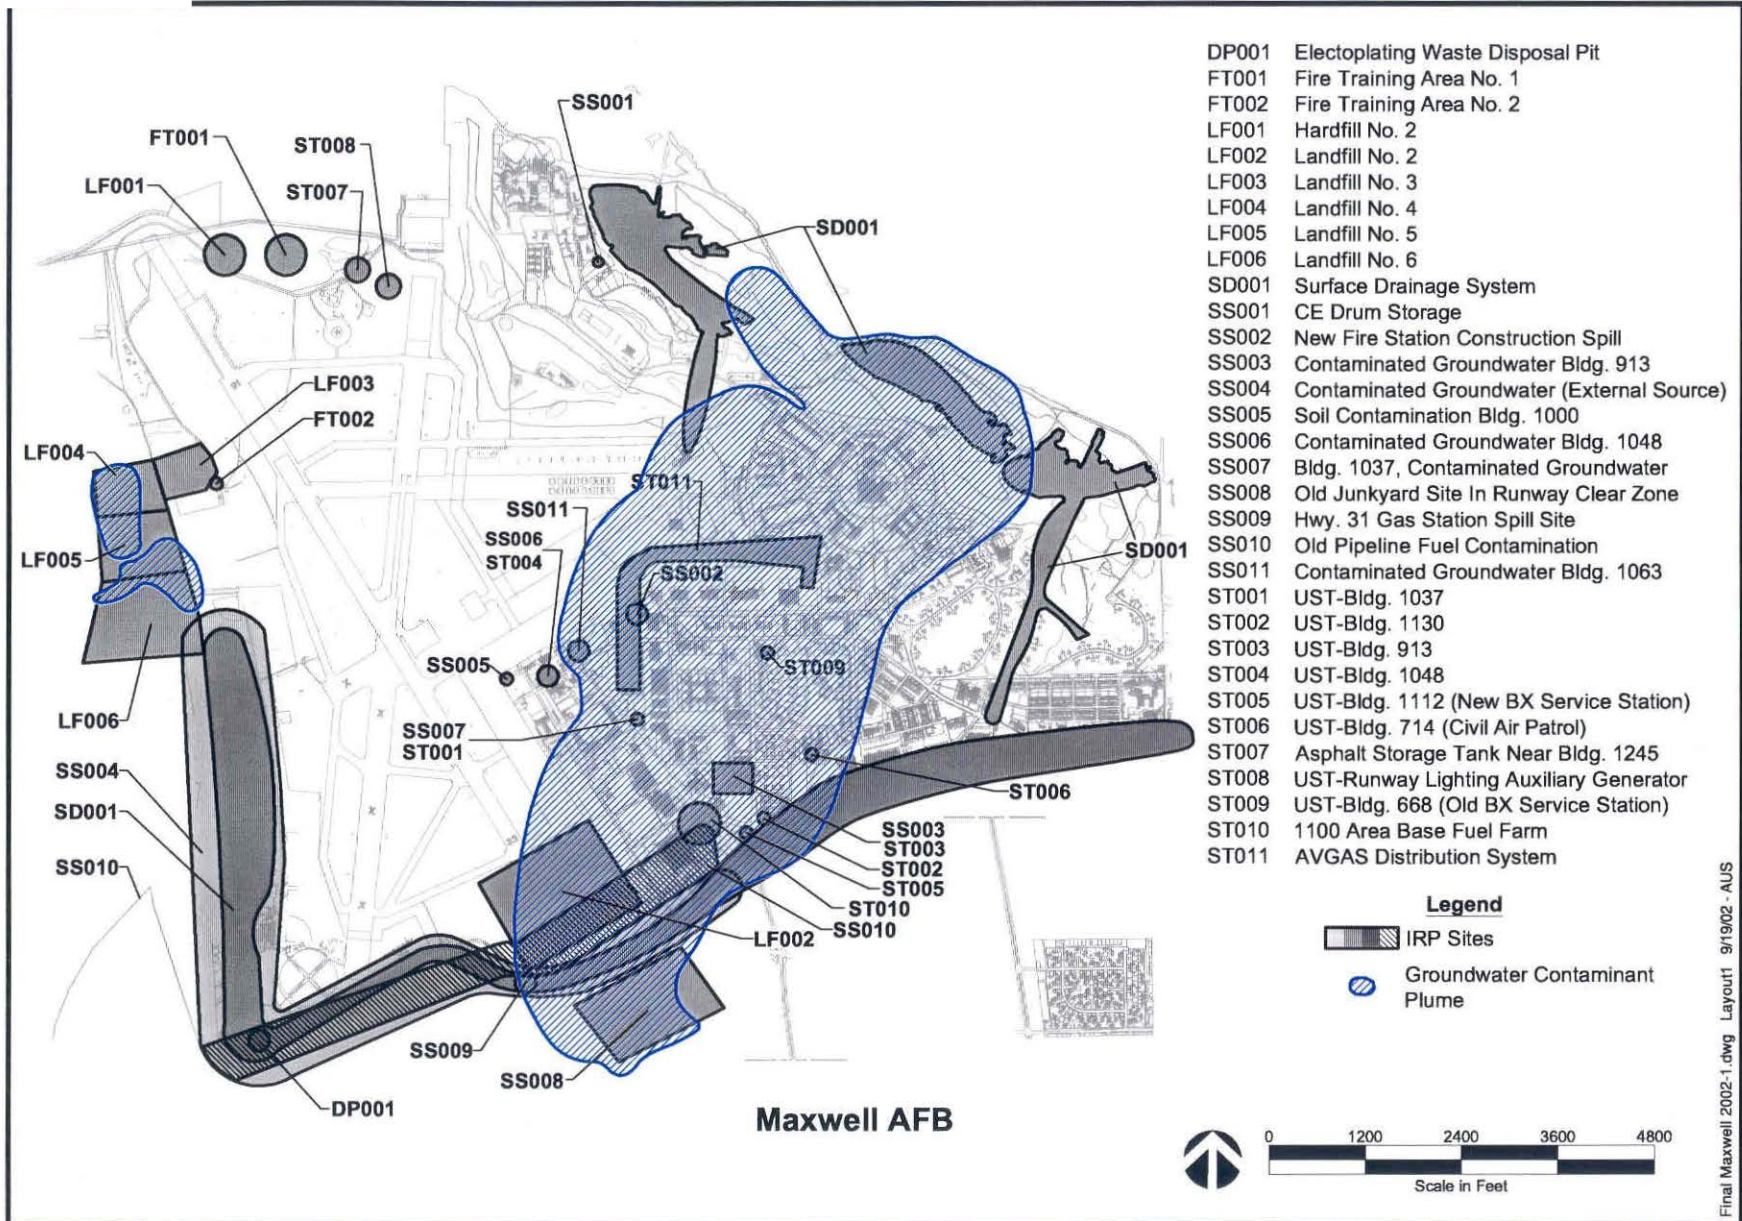 DP001 Electoplating Waste Disposal Pit
FT001 Fire Training Area No. 1
FT002 Fire Training Area No. 2
LF001 Hardfill No. 2
LF002 Landfill No. 2
LF003 Landfill No. 3
LF004 Landfill No. 4
LF005 Landfill No. 5
LF006 Landfill No. 6
SD001 Surface Drainage System
SS001 CE Drum Storage
SS002 New Fire Station Construction Spill
SS003 Contaminated Groundwater Bldg. 913
SS004 Contaminated Groundwater (External Source)
SS005 Soil Contamination Bldg. 1000
SS006 Contaminated Groundwater Bldg. 1048
SS007 Bldg. 1037, Contaminated Groundwater
SS008 Old Junkyard Site In Runway Clear Zone
SS009 Hwy. 31 Gas Station Spill Site
SS010 Old Pipeline Fuel Contamination
SS011 Contaminated Groundwater Bldg. 1063
ST001 UST-Bldg. 1037
ST002 UST-Bldg. 1130
ST003 UST-Bldg. 913
ST004 UST-Bldg. 1048
ST005 UST-Bldg. 1112 (New BX Service Station)
ST006 UST-Bldg. 714 (Civil Air Patrol)
ST007 Asphalt Storage Tank Near Bldg. 1245
ST008 UST-Runway Lighting Auxiliary Generator
ST009 UST-Bldg. 668 (Old BX Service Station)
ST010 1100 Area Base Fuel Farm
ST011 AVGAS Distribution System
Legend
IRP Sites
Groundwater Contaminant
Plume
SS001
FT001
ST008
LF001
ST007
SD001
LF003
FT002
LF004
ST011
SS011
SS006
ST004
LF005
SD001
SS002
SS005
ST009
LF006
SS007
ST001
SS004
ST006
SD001
SS003
ST003
SS010
ST002
ST005
ST010
SS010
LF002
SS009
SS008
DP001
Maxwell AFB
0 1200 2400 3600 4800
Scale in Feet
Final Maxwell 2002-1.dwg Layout1 9/19/02 - AUS